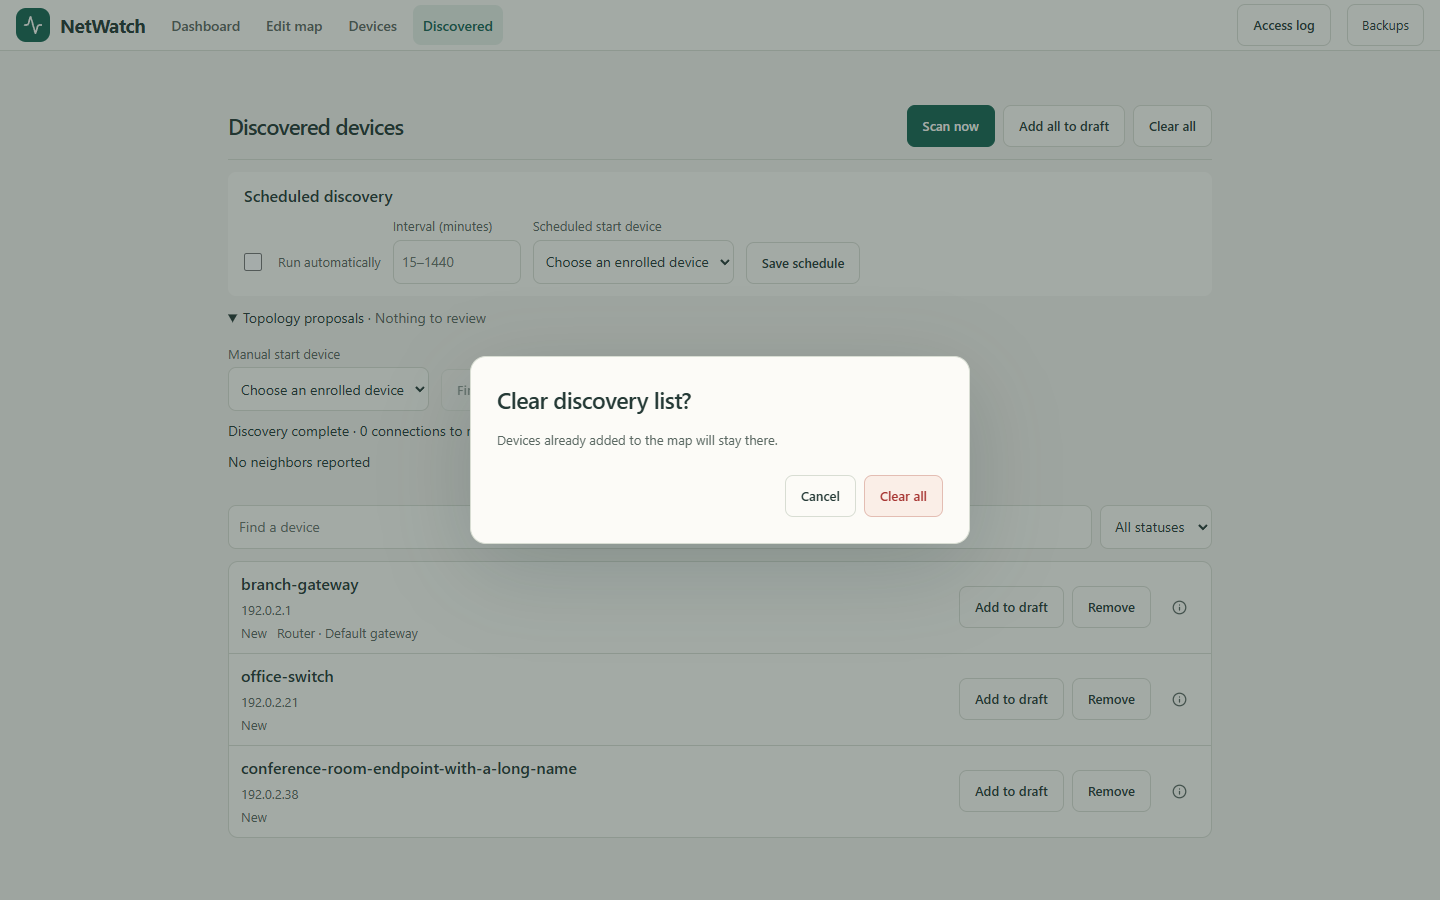 NetWatch Dashboard Edit map Devices Discovered Access log Backups
Discovered devices Scan now Add all to draft Clear all
Scheduled discovery
Interval (minutes) Scheduled start device
Run automatically 15–1440 Choose an enrolled device Save schedule
Topology proposals · Nothing to review
Manual start device
Choose an enrolled device
Clear discovery list?
Discovery complete · 0 connections to
Devices already added to the map will stay there.
No neighbors reported
Cancel Clear all
Find a device All statuses
branch-gateway
192.0.2.1 Add to draft Remove
New Router · Default gateway
office-switch
192.0.2.21 Add to draft Remove
New
conference-room-endpoint-with-a-long-name
192.0.2.38 Add to draft Remove
New